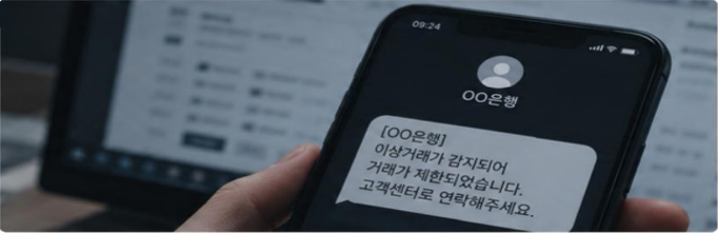 09:24
OO은행
[OO은행]
이상거래가 감지되어
거래가 제한되었습니다.
고객센터로 연락해주세요.